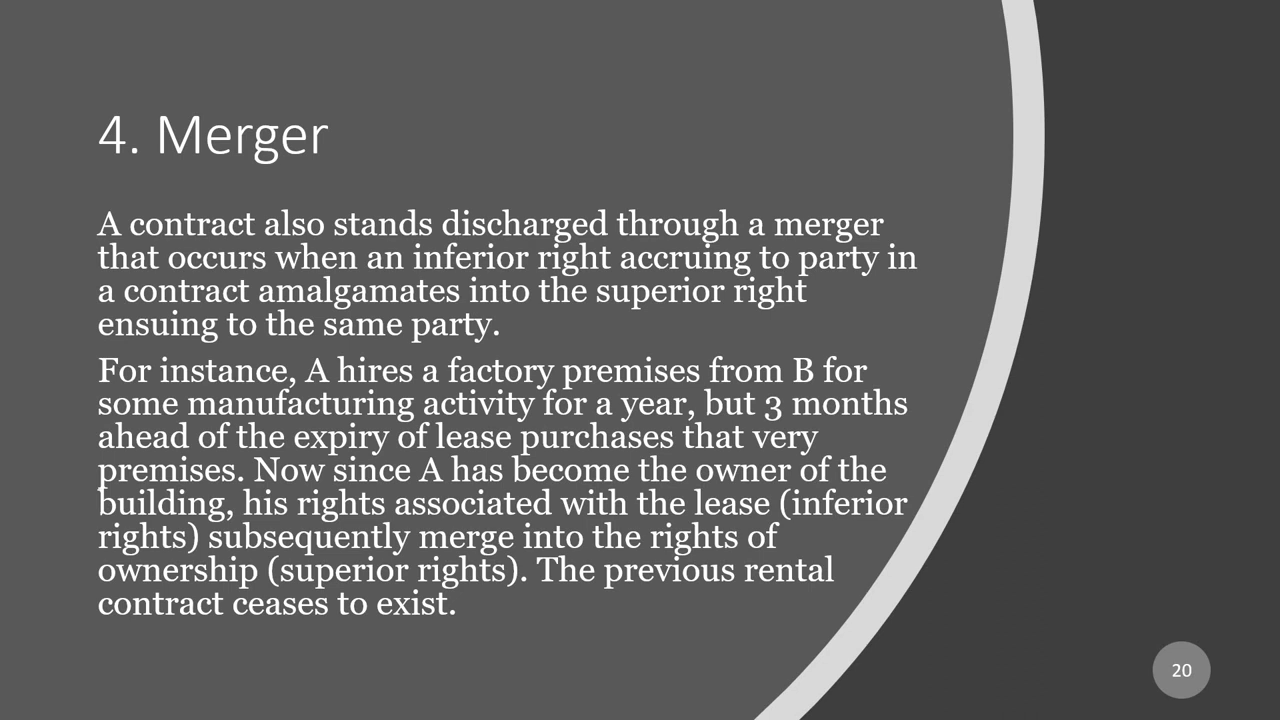 4. Merger
A contract also stands discharged through a merger
that occurs when an inferior right accruing to party in
a contract amalgamates into the superior right
ensuing to the same party.
For instance, A hires a factory premises from B for
some manufacturing activity for a year, but 3 months
ahead of the expiry of lease purchases that very
premises. Now since A has become the owner of the
building, his rights associated with the lease (inferior
rights) subsequently merge into the rights of
ownership (superior rights). The previous rental
contract ceases to exist.
20